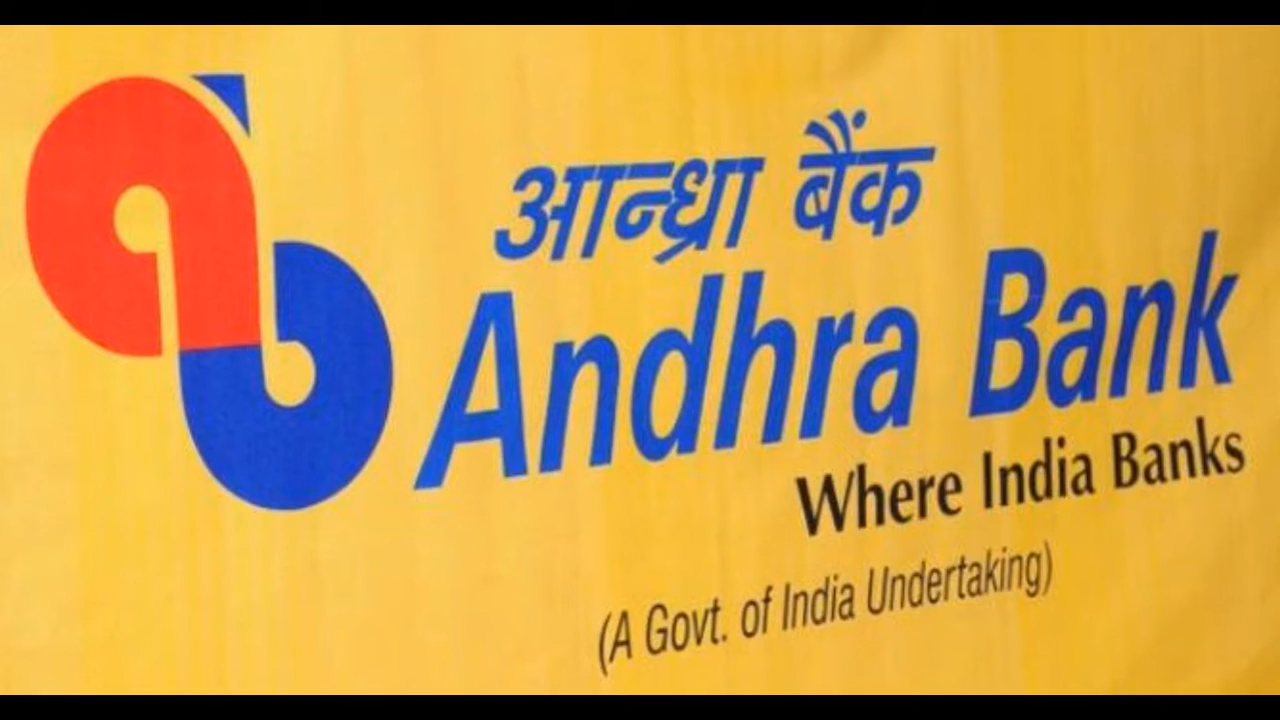 आन्ध्रा बैंक
Andhra Bank
Where India Banks
(A Govt. of India Undertaking)